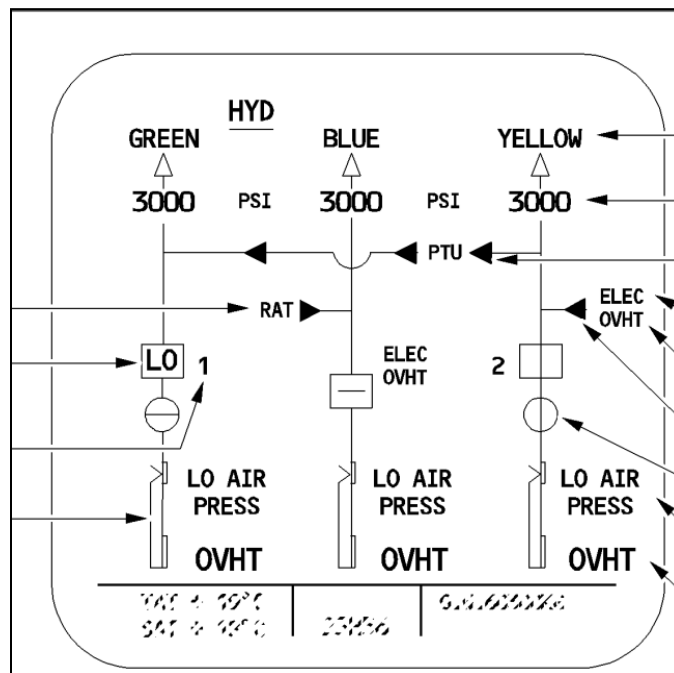 HYD
GREEN BLUE YELLOW
3000 PSI 3000 PSI 3000
PTU
RAT
ELEC
OVHT
LO 1
ELEC
OVHT
2
LO AIR
PRESS
OVHT
LO AIR
PRESS
OVHT
LO AIR
PRESS
OVHT